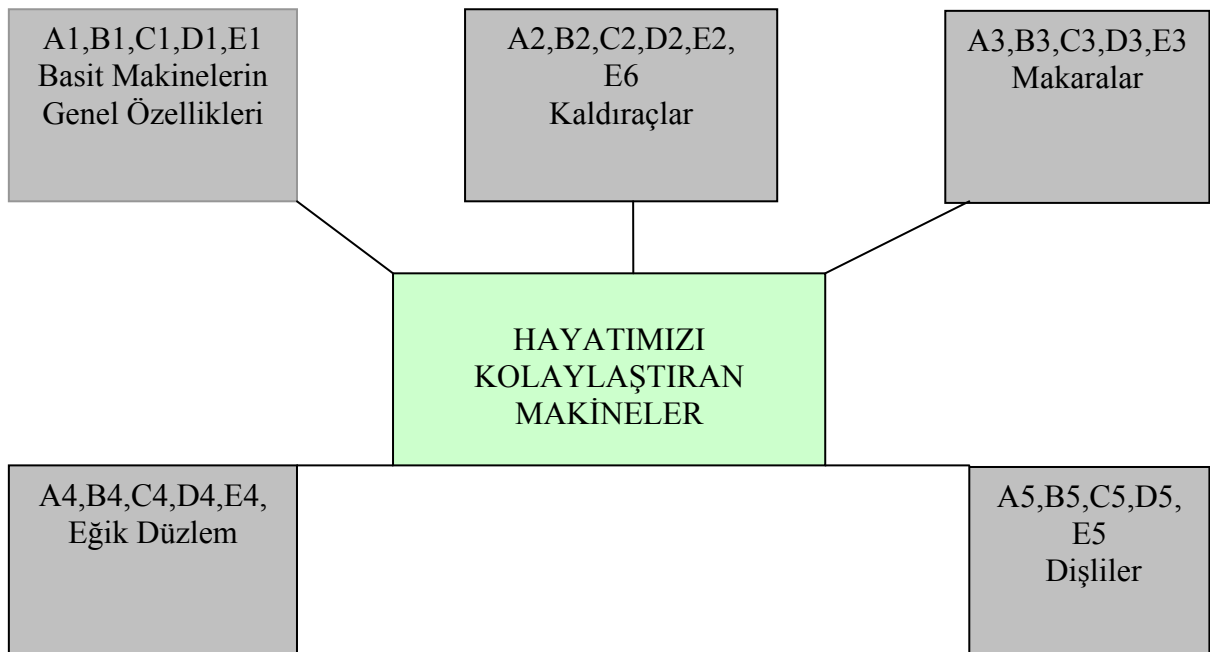 A1,B1,C1,D1,E1
Basit Makinelerin
Genel Özellikleri
A2,B2,C2,D2,E2,
E6
Kaldıraçlar
A3,B3,C3,D3,E3
Makaralar
HAYATIMIZI
KOLAYLAŞTIRAN
MAKİNELER
A4,B4,C4,D4,E4,
Eğik Düzlem
A5,B5,C5,D5,
E5
Dişliler